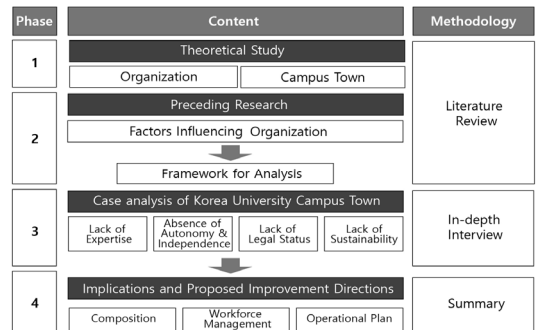 Phase
Content
Methodology
1
Theoretical Study
Organization
Campus Town
Literature
Review
2
Preceding Research
Factors Influencing Organization
Framework for Analysis
3
Case analysis of Korea University Campus Town
Lack of
Expertise
Absence of
Autonomy &
Independence
Lack of
Legal Status
Lack of
Sustainability
In-depth
Interview
4
Implications and Proposed Improvement Directions
Composition
Workforce
Management
Operational Plan
Summary